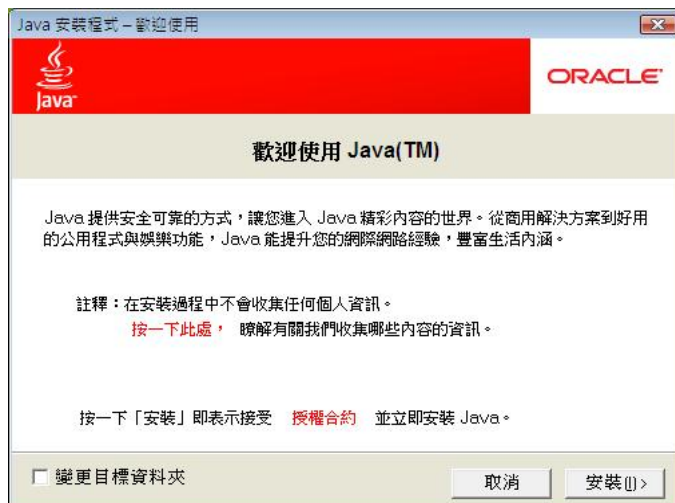 Java 安裝程式 – 歡迎使用
Java
ORACLE
歡迎使用 Java(TM)
Java 提供安全可靠的方式，讓您進入 Java 精彩內容的世界。從商用解決方案到好用
的公用程式與娛樂功能，Java 能提升您的網際網路經驗，豐富生活內涵。
註釋：在安裝過程中不會收集任何個人資訊。
按一下此處， 瞭解有關我們收集哪些內容的資訊。
按一下「安裝」即表示接受 授權合約 並立即安裝 Java。
變更目標資料夾
取消
安裝(I)>